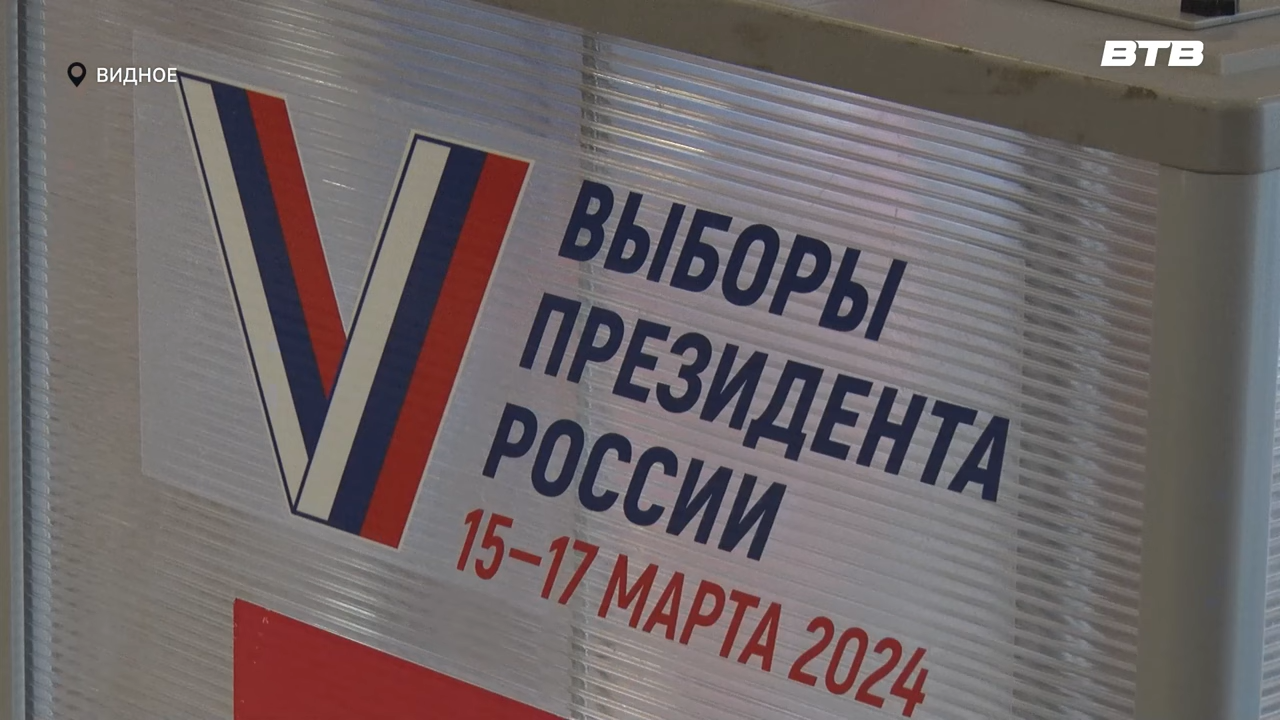 ВИДНОЕ
ВТВ
ВЫБОРЫ
ПРЕЗИДЕНТА
РОССИИ
15–17 МАРТА 2024